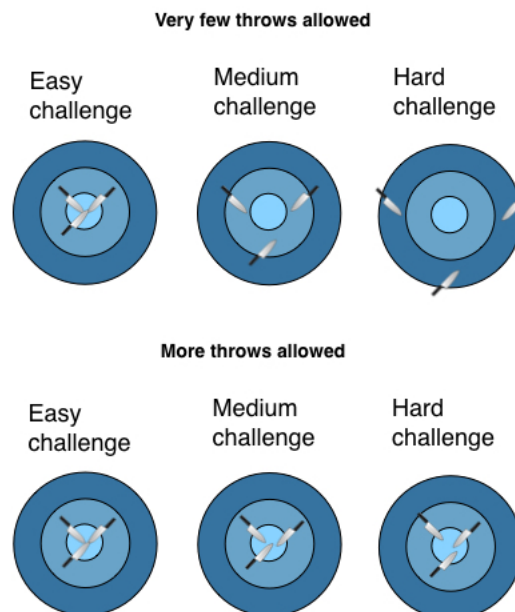 Very few throws allowed
Easy challenge
Medium challenge
Hard challenge
More throws allowed
Easy challenge
Medium challenge
Hard challenge